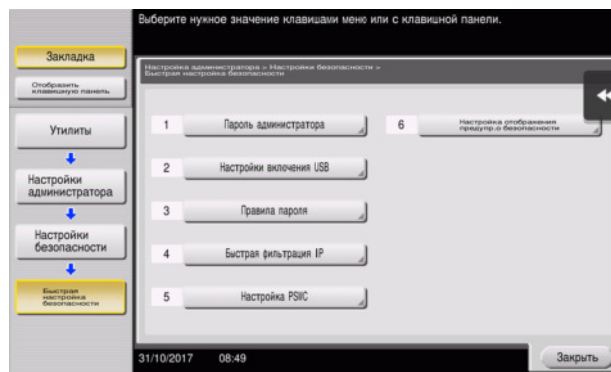 Выберите нужное значение клавишами меню или с клавишной панели.
Закладка
Отобразить
клавишную панель
Настройка администратора > Настройки безопасности >
Быстрая настройка безопасности
Утилиты
Настройки
администратора
Настройки
безопасности
Быстрая
настройка
безопасности
1 Пароль администратора
6 Настройка отображения
предупр.о безопасности
2 Настройки включения USB
3 Правила пароля
4 Быстрая фильтрация IP
5 Настройка PSWC
31/10/2017 08:49
Закрыть